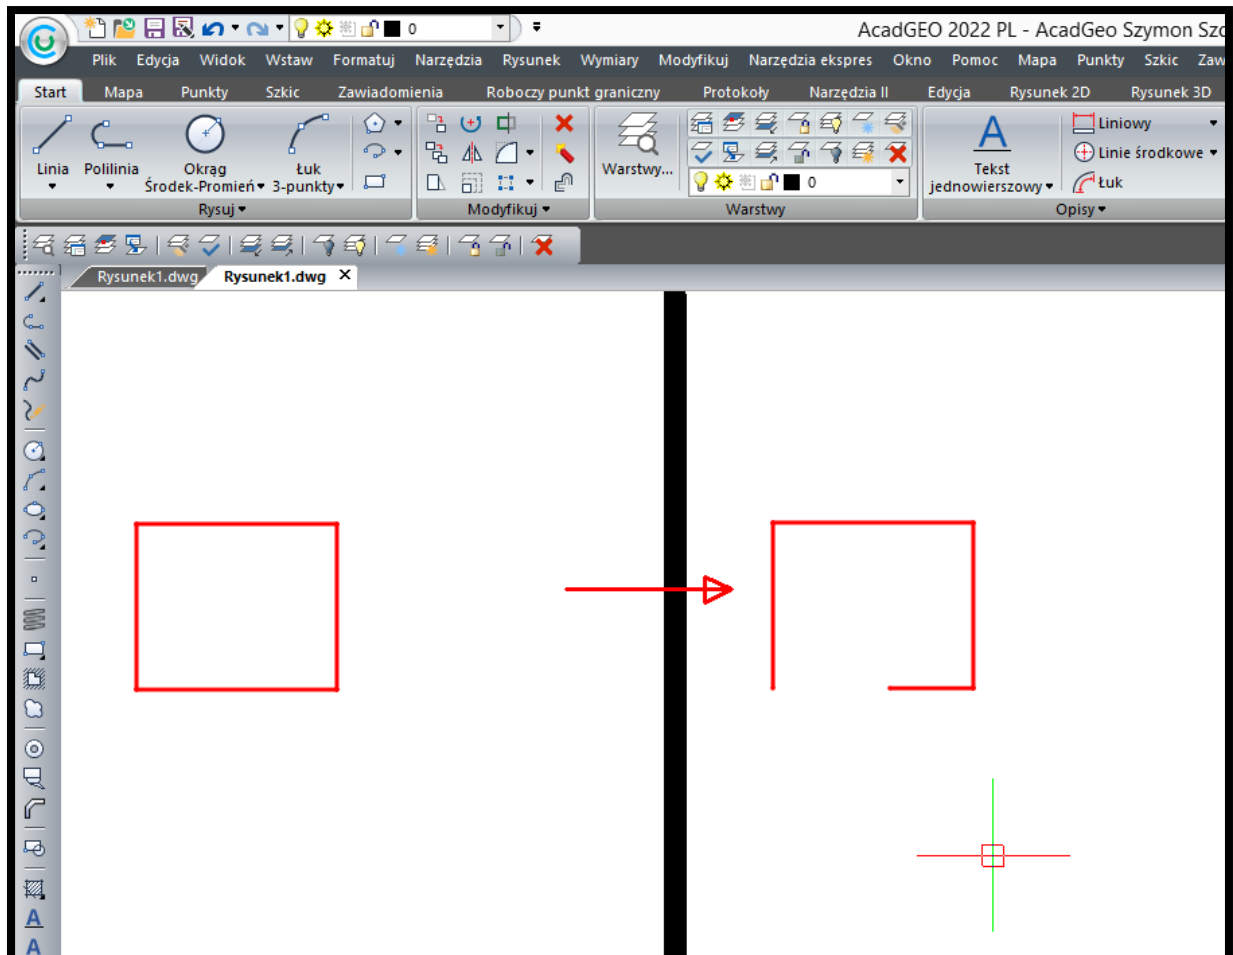 0
AcadGEO 2022 PL - AcadGeo Szymon Szc
Plik Edycja Widok Wstaw Formatuj Narzędzia Rysunek Wymiary Modyfikuj Narzędzia ekspres Okno Pomoc Mapa Punkty Szkic Zaw
Start Mapa Punkty Szkic Zawiadomienia Roboczy punkt graniczny Protokoły Narzędzia II Edycja Rysunek 2D Rysunek 3D
Linia
Polilinia
Okrąg
Środek-Promień
Łuk
3-punkty
Rysuj
Modyfikuj
Warstwy...
0
Warstwy
A
Tekst
jednowierszowy
Liniowy
Linie środkowe
Łuk
Opisy
Rysunek1.dwg Rysunek1.dwg X
A
A